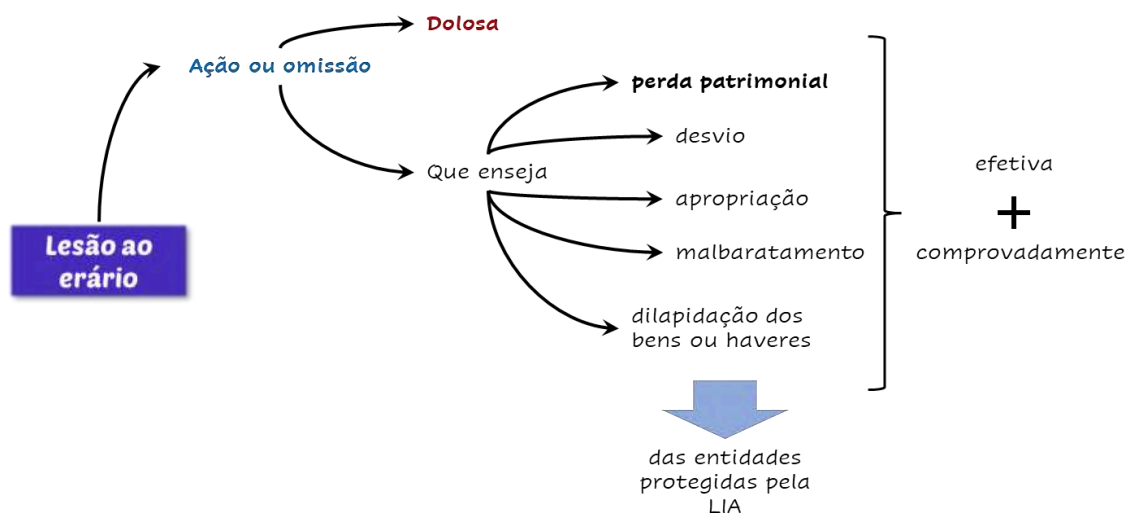 Dolosa
Ação ou omissão
perda patrimonial
desvio
Que enseja
efetiva
apropriação
+
Lesão ao
erário
malbaratamento
comprovadamente
dilapidação dos
bens ou haveres
das entidades
protegidas pela
LIA